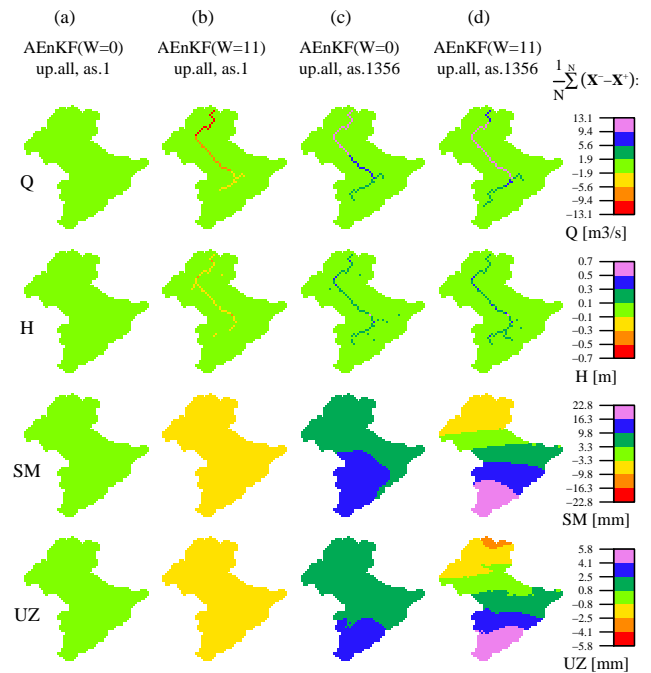 (a) (b) (c) (d)
AEnKF(W=0) AEnKF(W=11) AEnKF(W=0) AEnKF(W=11)
up.all, as.1 up.all, as.1 up.all, as.1356 up.all, as.1356
1/N ∑ᴺ (X⁻−X⁺):
Q
13.1
9.4
5.6
1.9
−1.9
−5.6
−9.4
−13.1
Q [m3/s]
H
0.7
0.5
0.3
0.1
−0.1
−0.3
−0.5
−0.7
H [m]
SM
22.8
16.3
9.8
3.3
−3.3
−9.8
−16.3
−22.8
SM [mm]
UZ
5.8
4.1
2.5
0.8
−0.8
−2.5
−4.1
−5.8
UZ [mm]